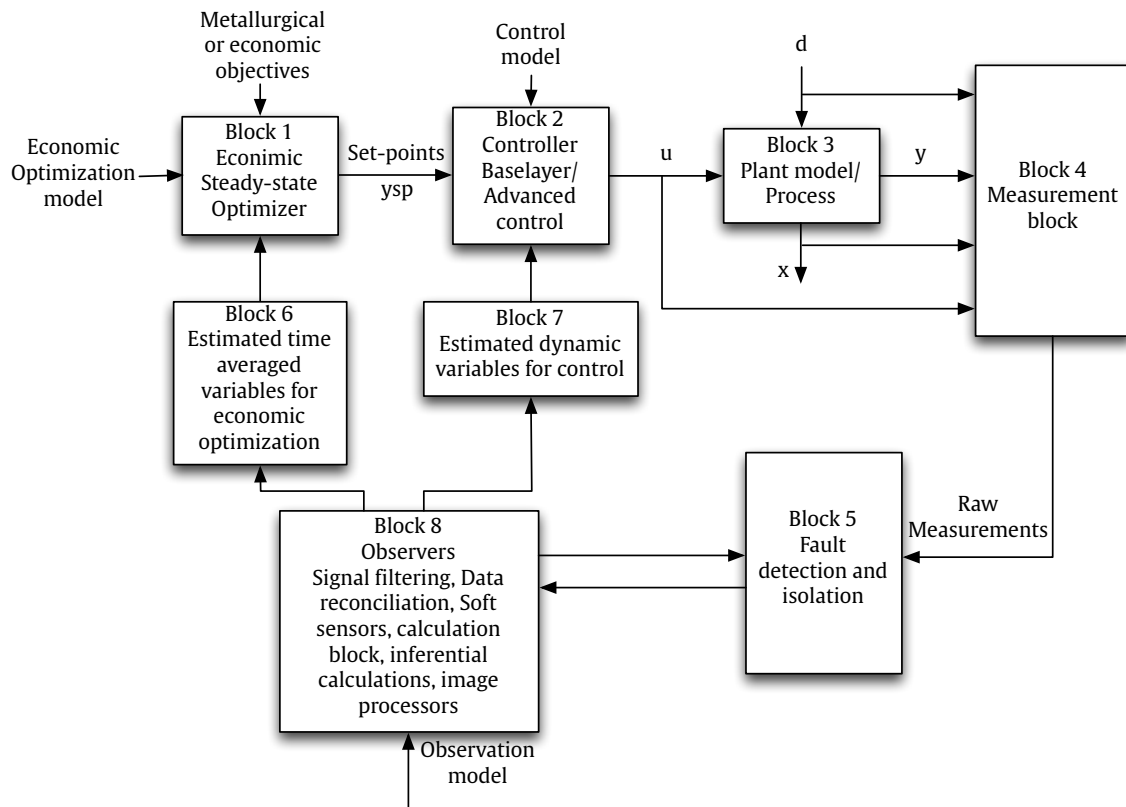 Metallurgical
or economic
objectives
Control
model
d
Economic
Optimization
model
Block 1
Econimic
Steady-state
Optimizer
Set-points
ysp
Block 2
Controller
Baselayer/
Advanced
control
u
Block 3
Plant model/
Process
y
x
Block 4
Measurement
block
Block 6
Estimated time
averaged
variables for
economic
optimization
Block 7
Estimated dynamic
variables for control
Raw
Measurements
Block 5
Fault
detection and
isolation
Block 8
Observers
Signal filtering, Data
reconciliation, Soft
sensors, calculation
block, inferential
calculations, image
processors
Observation
model